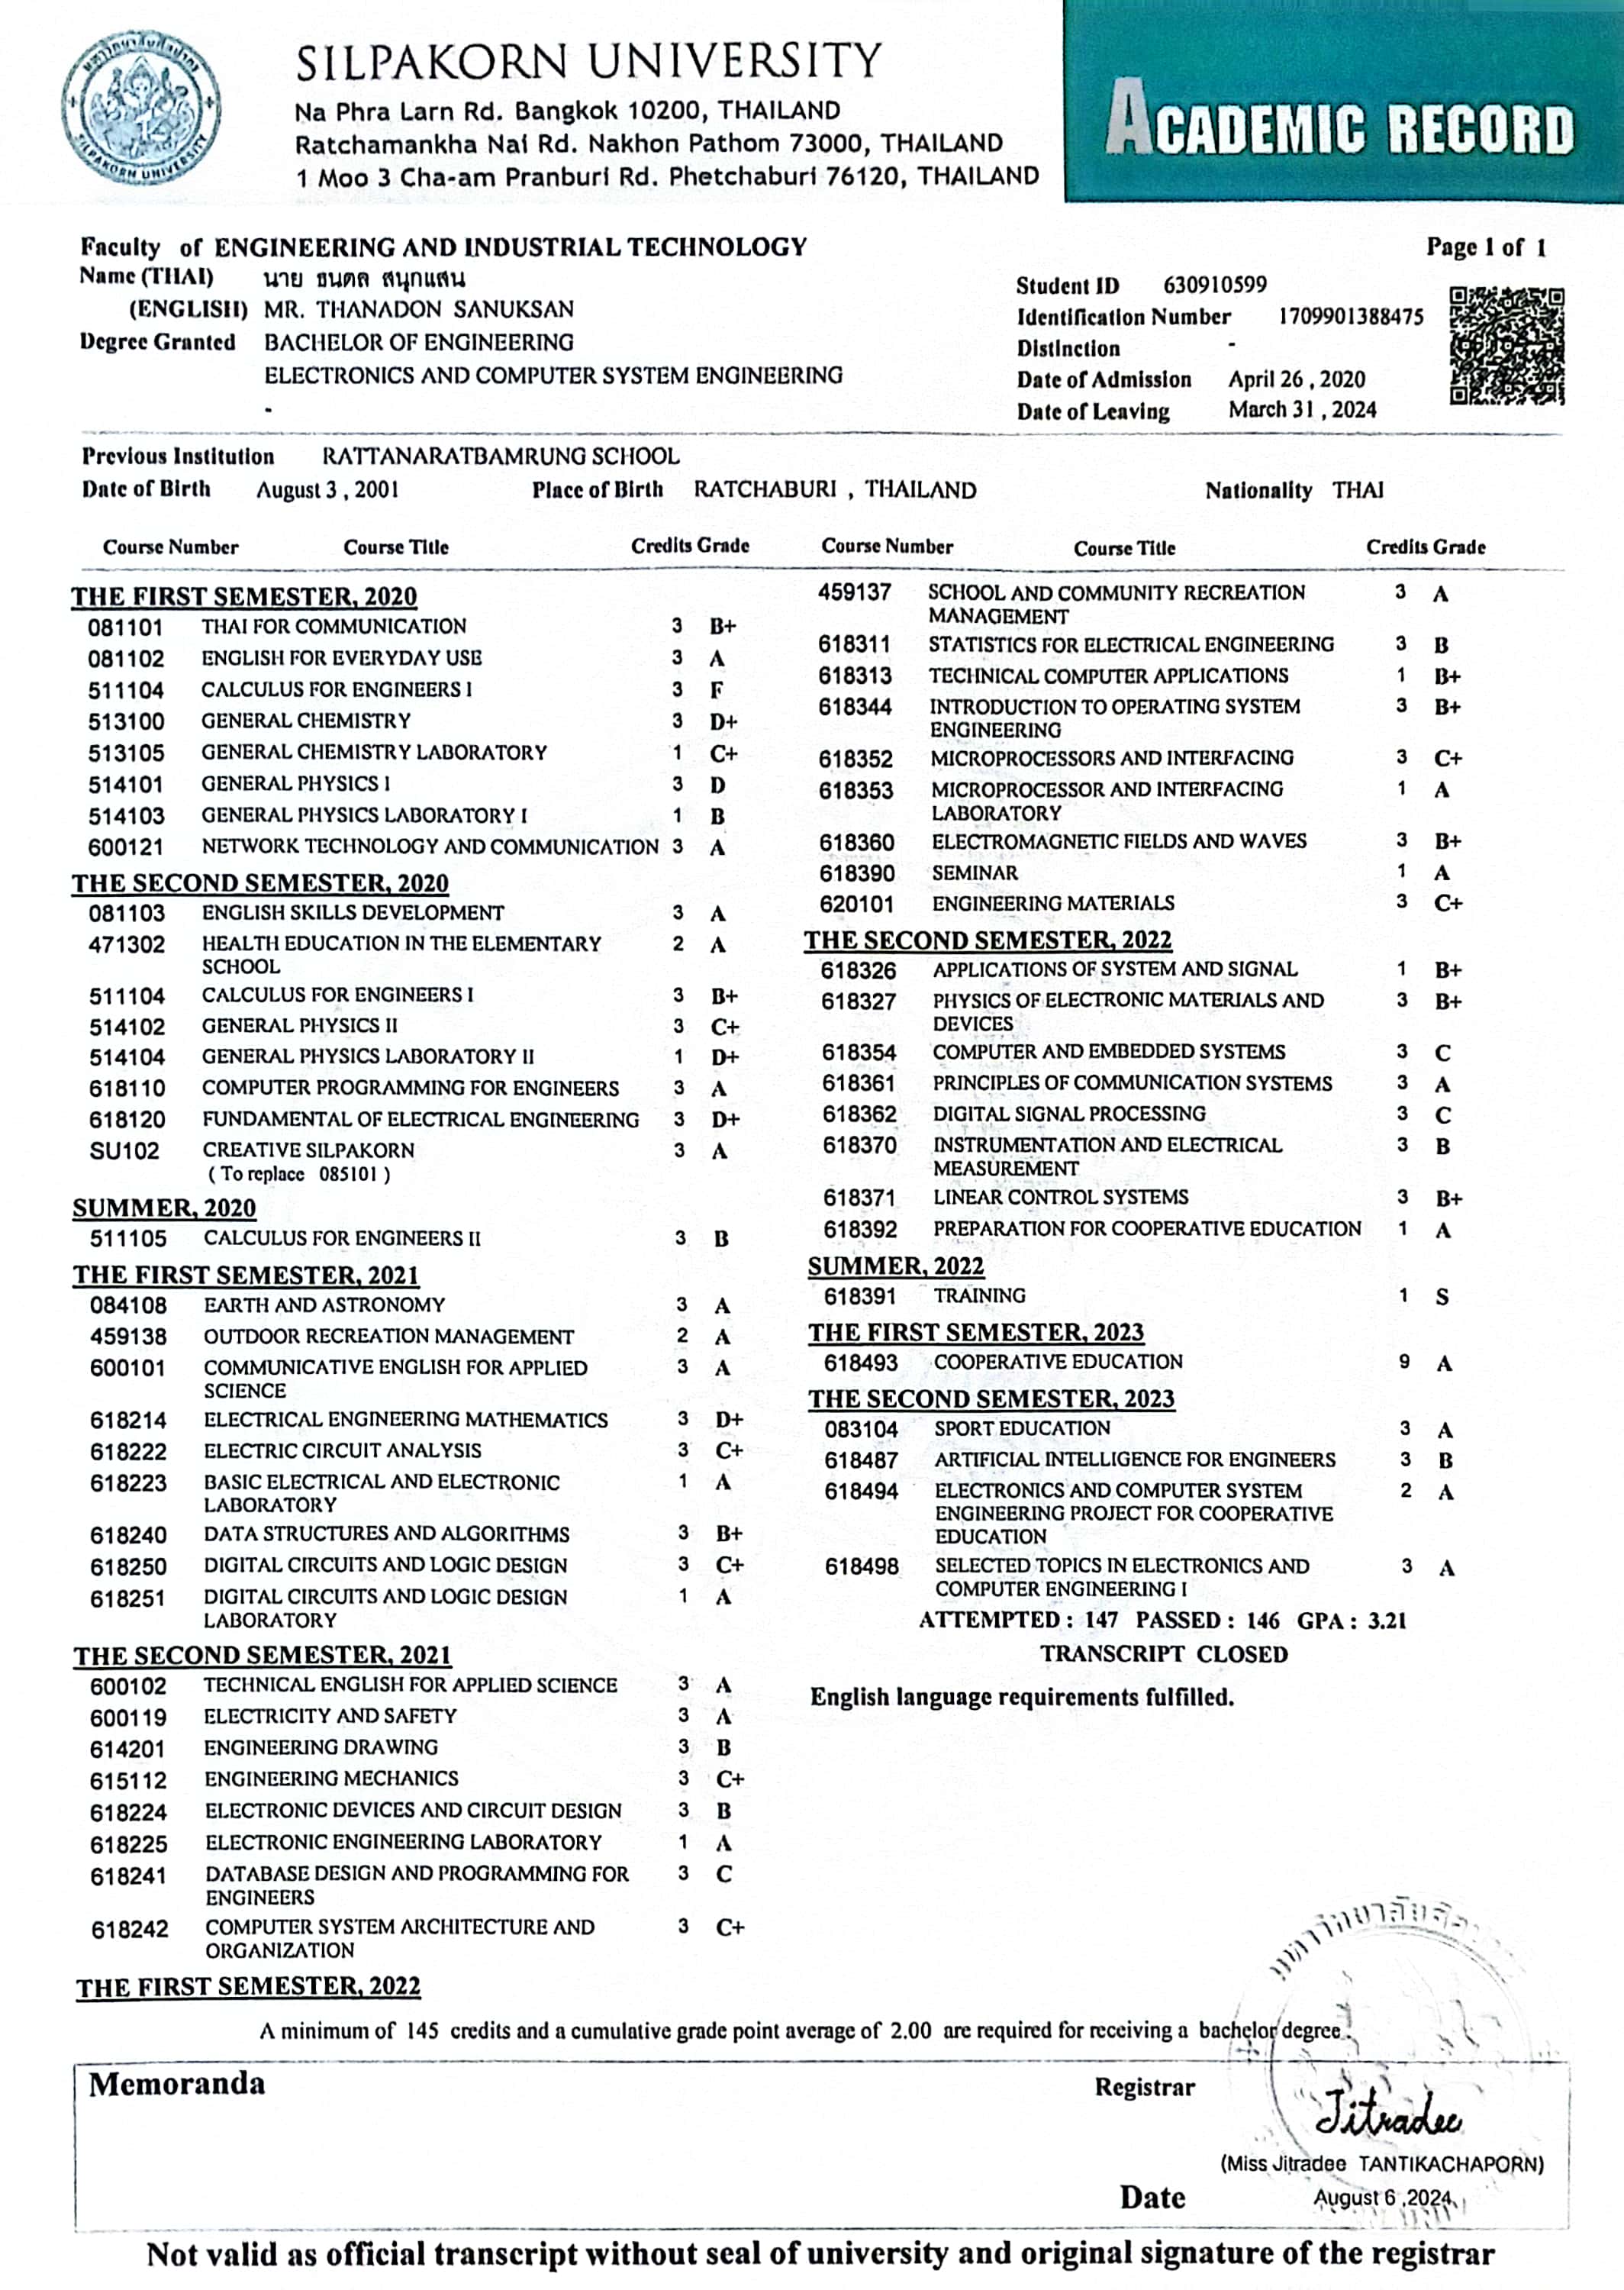 SILPAKORN UNIVERSITY
Na Phra Larn Rd. Bangkok 10200, THAILAND
Ratchamankha Nai Rd. Nakhon Pathom 73000, THAILAND
1 Moo 3 Cha-am Pranburi Rd. Phetchaburi 76120, THAILAND
ACADEMIC RECORD
มหาวิทยาลัยศิลปากร
SILPAKORN UNIVERSITY
Faculty of ENGINEERING AND INDUSTRIAL TECHNOLOGY
Page 1 of 1
Name (THAI) นาย ธนดล สนุกแสน
(ENGLISH) MR. THANADON SANUKSAN
Degree Granted BACHELOR OF ENGINEERING
ELECTRONICS AND COMPUTER SYSTEM ENGINEERING
-
Student ID 630910599
Identification Number 1709901388475
Distinction -
Date of Admission April 26 , 2020
Date of Leaving March 31 , 2024
Previous Institution RATTANARATBAMRUNG SCHOOL
Date of Birth August 3 , 2001 Place of Birth RATCHABURI , THAILAND Nationality THAI
Course Number Course Title Credits Grade
THE FIRST SEMESTER, 2020
081101 THAI FOR COMMUNICATION 3 B+
081102 ENGLISH FOR EVERYDAY USE 3 A
511104 CALCULUS FOR ENGINEERS I 3 F
513100 GENERAL CHEMISTRY 3 D+
513105 GENERAL CHEMISTRY LABORATORY 1 C+
514101 GENERAL PHYSICS I 3 D
514103 GENERAL PHYSICS LABORATORY I 1 B
600121 NETWORK TECHNOLOGY AND COMMUNICATION 3 A
THE SECOND SEMESTER, 2020
081103 ENGLISH SKILLS DEVELOPMENT 3 A
471302 HEALTH EDUCATION IN THE ELEMENTARY 2 A
SCHOOL
511104 CALCULUS FOR ENGINEERS I 3 B+
514102 GENERAL PHYSICS II 3 C+
514104 GENERAL PHYSICS LABORATORY II 1 D+
618110 COMPUTER PROGRAMMING FOR ENGINEERS 3 A
618120 FUNDAMENTAL OF ELECTRICAL ENGINEERING 3 D+
SU102 CREATIVE SILPAKORN 3 A
( To replace 085101 )
SUMMER, 2020
511105 CALCULUS FOR ENGINEERS II 3 B
THE FIRST SEMESTER, 2021
084108 EARTH AND ASTRONOMY 3 A
459138 OUTDOOR RECREATION MANAGEMENT 2 A
600101 COMMUNICATIVE ENGLISH FOR APPLIED 3 A
SCIENCE
618214 ELECTRICAL ENGINEERING MATHEMATICS 3 D+
618222 ELECTRIC CIRCUIT ANALYSIS 3 C+
618223 BASIC ELECTRICAL AND ELECTRONIC 1 A
LABORATORY
618240 DATA STRUCTURES AND ALGORITHMS 3 B+
618250 DIGITAL CIRCUITS AND LOGIC DESIGN 3 C+
618251 DIGITAL CIRCUITS AND LOGIC DESIGN 1 A
LABORATORY
THE SECOND SEMESTER, 2021
600102 TECHNICAL ENGLISH FOR APPLIED SCIENCE 3 A
600119 ELECTRICITY AND SAFETY 3 A
614201 ENGINEERING DRAWING 3 B
615112 ENGINEERING MECHANICS 3 C+
618224 ELECTRONIC DEVICES AND CIRCUIT DESIGN 3 B
618225 ELECTRONIC ENGINEERING LABORATORY 1 A
618241 DATABASE DESIGN AND PROGRAMMING FOR 3 C
ENGINEERS
618242 COMPUTER SYSTEM ARCHITECTURE AND 3 C+
ORGANIZATION
THE FIRST SEMESTER, 2022
Course Number Course Title Credits Grade
459137 SCHOOL AND COMMUNITY RECREATION 3 A
MANAGEMENT
618311 STATISTICS FOR ELECTRICAL ENGINEERING 3 B
618313 TECHNICAL COMPUTER APPLICATIONS 1 B+
618344 INTRODUCTION TO OPERATING SYSTEM 3 B+
ENGINEERING
618352 MICROPROCESSORS AND INTERFACING 3 C+
618353 MICROPROCESSOR AND INTERFACING 1 A
LABORATORY
618360 ELECTROMAGNETIC FIELDS AND WAVES 3 B+
618390 SEMINAR 1 A
620101 ENGINEERING MATERIALS 3 C+
THE SECOND SEMESTER, 2022
618326 APPLICATIONS OF SYSTEM AND SIGNAL 1 B+
618327 PHYSICS OF ELECTRONIC MATERIALS AND 3 B+
DEVICES
618354 COMPUTER AND EMBEDDED SYSTEMS 3 C
618361 PRINCIPLES OF COMMUNICATION SYSTEMS 3 A
618362 DIGITAL SIGNAL PROCESSING 3 C
618370 INSTRUMENTATION AND ELECTRICAL 3 B
MEASUREMENT
618371 LINEAR CONTROL SYSTEMS 3 B+
618392 PREPARATION FOR COOPERATIVE EDUCATION 1 A
SUMMER, 2022
618391 TRAINING 1 S
THE FIRST SEMESTER, 2023
618493 COOPERATIVE EDUCATION 9 A
THE SECOND SEMESTER, 2023
083104 SPORT EDUCATION 3 A
618487 ARTIFICIAL INTELLIGENCE FOR ENGINEERS 3 B
618494 ELECTRONICS AND COMPUTER SYSTEM 2 A
ENGINEERING PROJECT FOR COOPERATIVE
EDUCATION
618498 SELECTED TOPICS IN ELECTRONICS AND 3 A
COMPUTER ENGINEERING I
ATTEMPTED : 147 PASSED : 146 GPA : 3.21
TRANSCRIPT CLOSED
English language requirements fulfilled.
A minimum of 145 credits and a cumulative grade point average of 2.00 are required for receiving a bachelor degree .
Memoranda
Registrar
Jitradee
(Miss Jitradee TANTIKACHAPORN)
Date August 6 ,2024
Not valid as official transcript without seal of university and original signature of the registrar